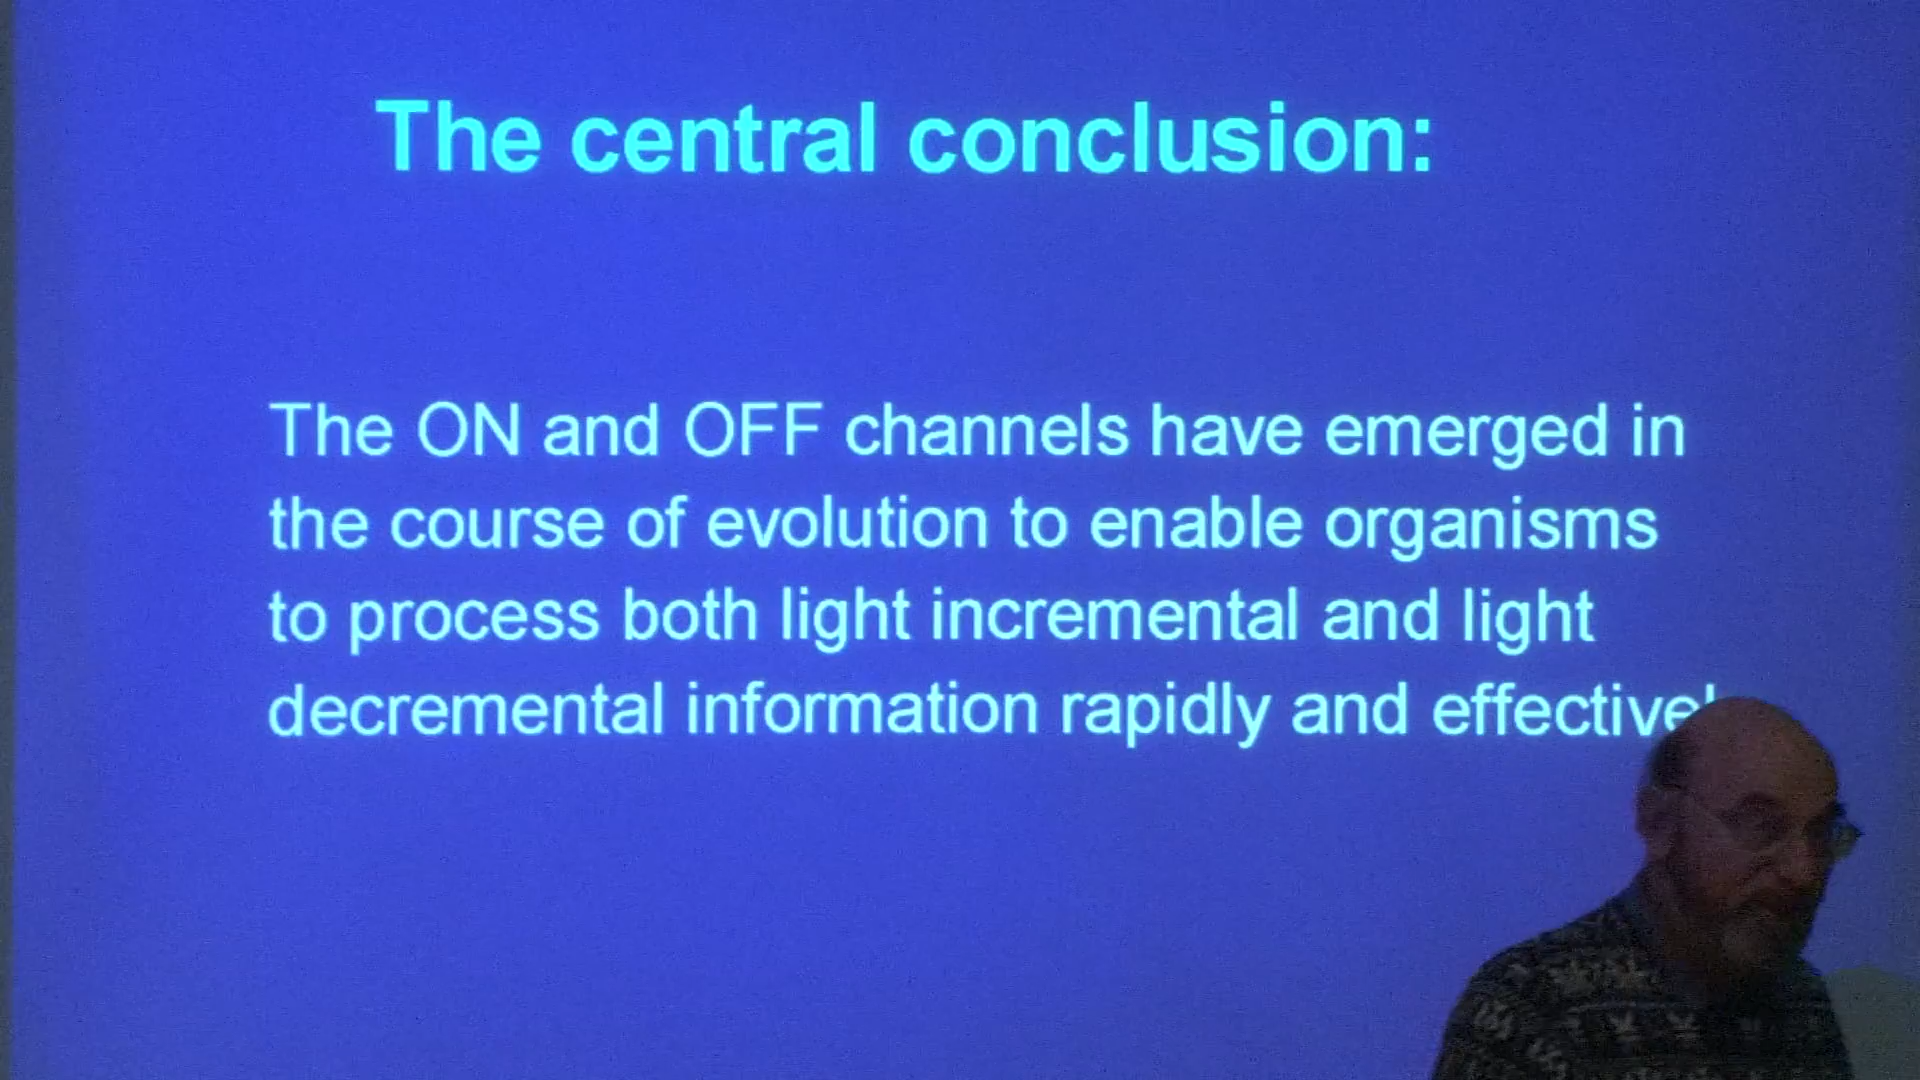 The central conclusion:
The ON and OFF channels have emerged in
the course of evolution to enable organisms
to process both light incremental and light
decremental information rapidly and